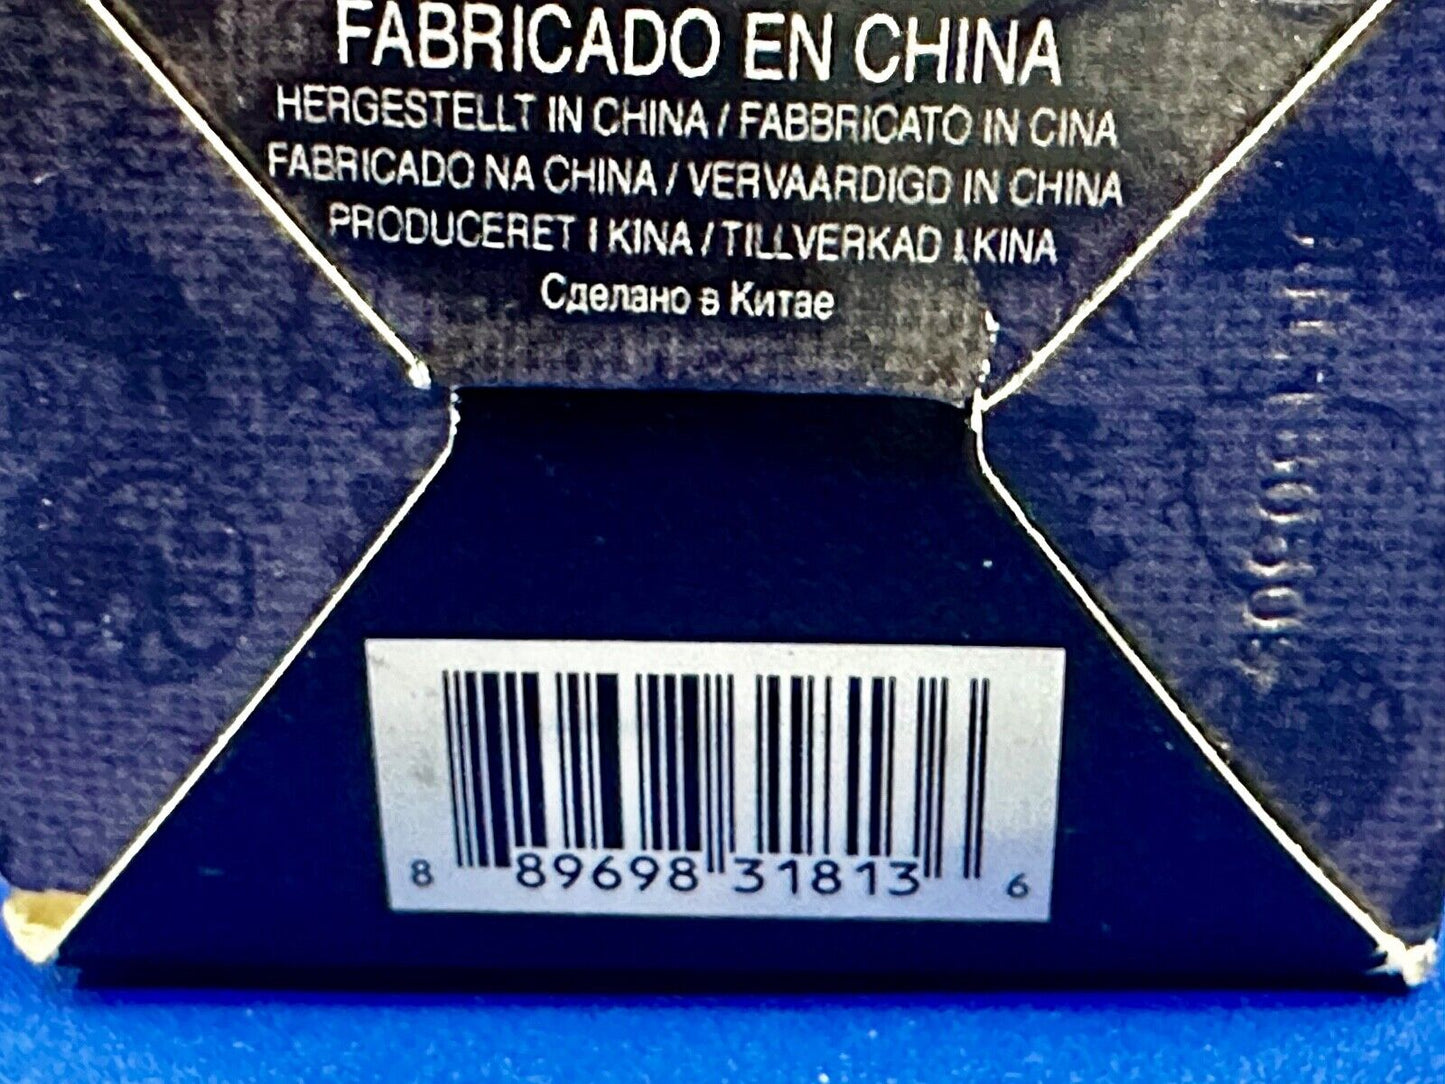 FABRICADO EN CHINA
HERGESTELLT IN CHINA / FABBRICATO IN CINA
FABRICADO NA CHINA / VERVAARDIGD IN CHINA
PRODUCERET I KINA / TILLVERKAD I KINA
Сделано в Китае
8 89698 31813 6